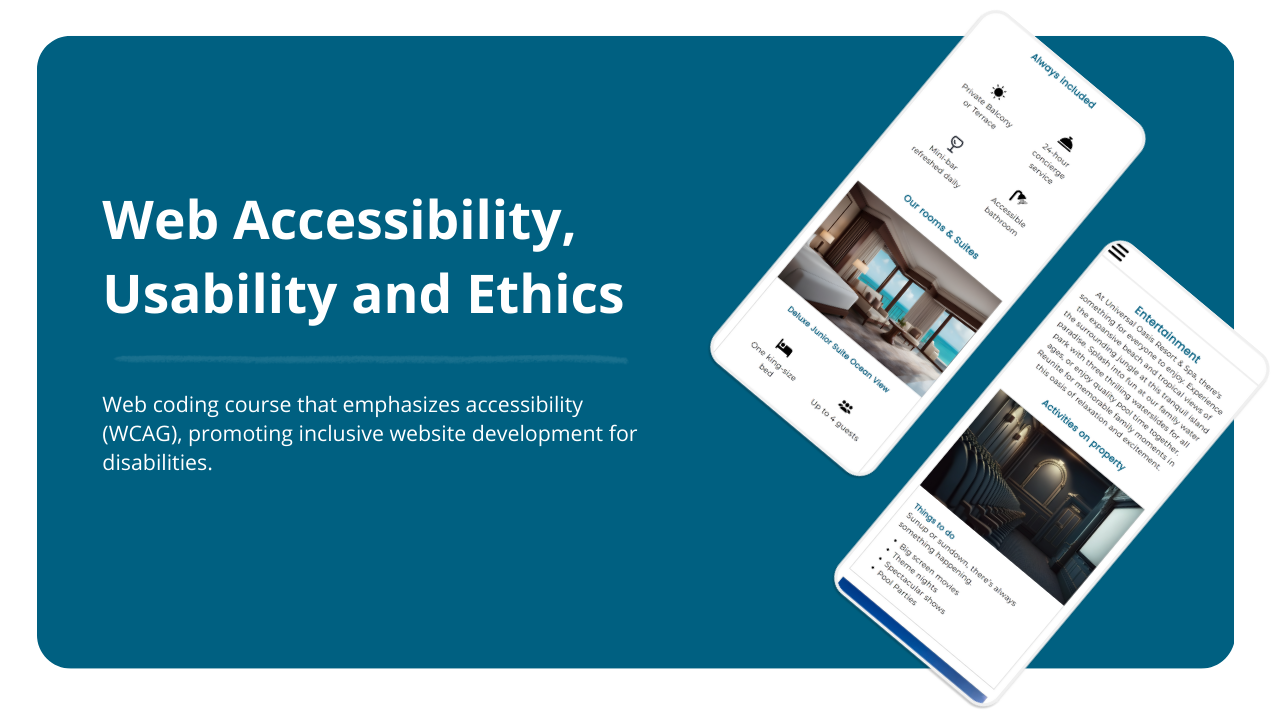 Web Accessibility,
Usability and Ethics
Web coding course that emphasizes accessibility
(WCAG), promoting inclusive website development for
disabilities.
Always included
Private Balcony
or Terrace
24-hour
concierge
service
Mini-bar
refreshed daily
Accessible
bathroom
Our rooms & Suites
Deluxe Junior Suite Ocean View
One king-size
bed
Up to 4 guests
Entertainment
At Universal Oasis Resort & Spa, there's
something for everyone to enjoy. Experience
the expansive beach and tropical views of
the surrounding jungle at this tranquil island
paradise. Splash into fun at our family water
park with three thrilling waterslides for all
ages, or enjoy quality pool time together.
Reunite for memorable family moments in
this oasis of relaxation and excitement.
Activities on property
Things to do
Sunup or sundown, there's always
something happening.
• Big screen movies
• Theme nights
• Spectacular shows
• Pool Parties